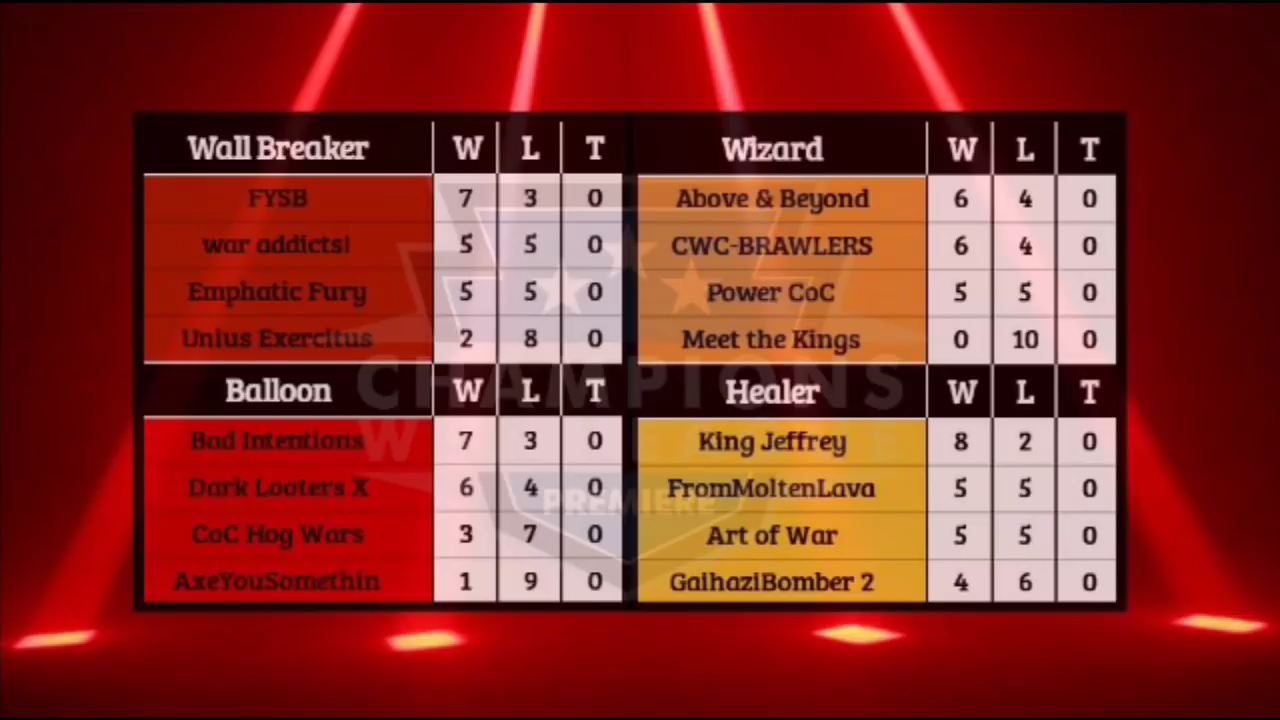 Wall Breaker W L T
FYSB 7 3 0
war addicts! 5 5 0
Emphatic Fury 5 5 0
Unius Exercitus 2 8 0
Wizard W L T
Above & Beyond 6 4 0
CWC-BRAWLERS 6 4 0
Power CoC 5 5 0
Meet the Kings 0 10 0
Balloon W L T
Bad Intentions 7 3 0
Dark Looters X 6 4 0
CoC Hog Wars 3 7 0
AxeYouSomethin 1 9 0
Healer W L T
King Jeffrey 8 2 0
FromMoltenLava 5 5 0
Art of War 5 5 0
GaihaziBomber 2 4 6 0
CHAMPIONS
PREMIERE